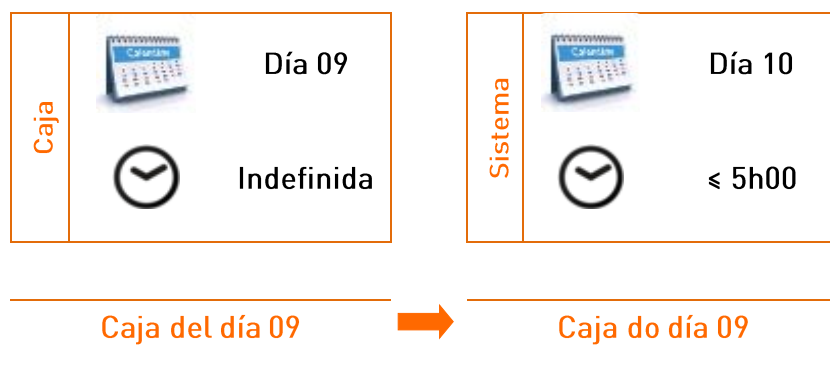 Caja
Día 09
Indefinida
Sistema
Día 10
≤ 5h00
Caja del día 09
Caja do día 09